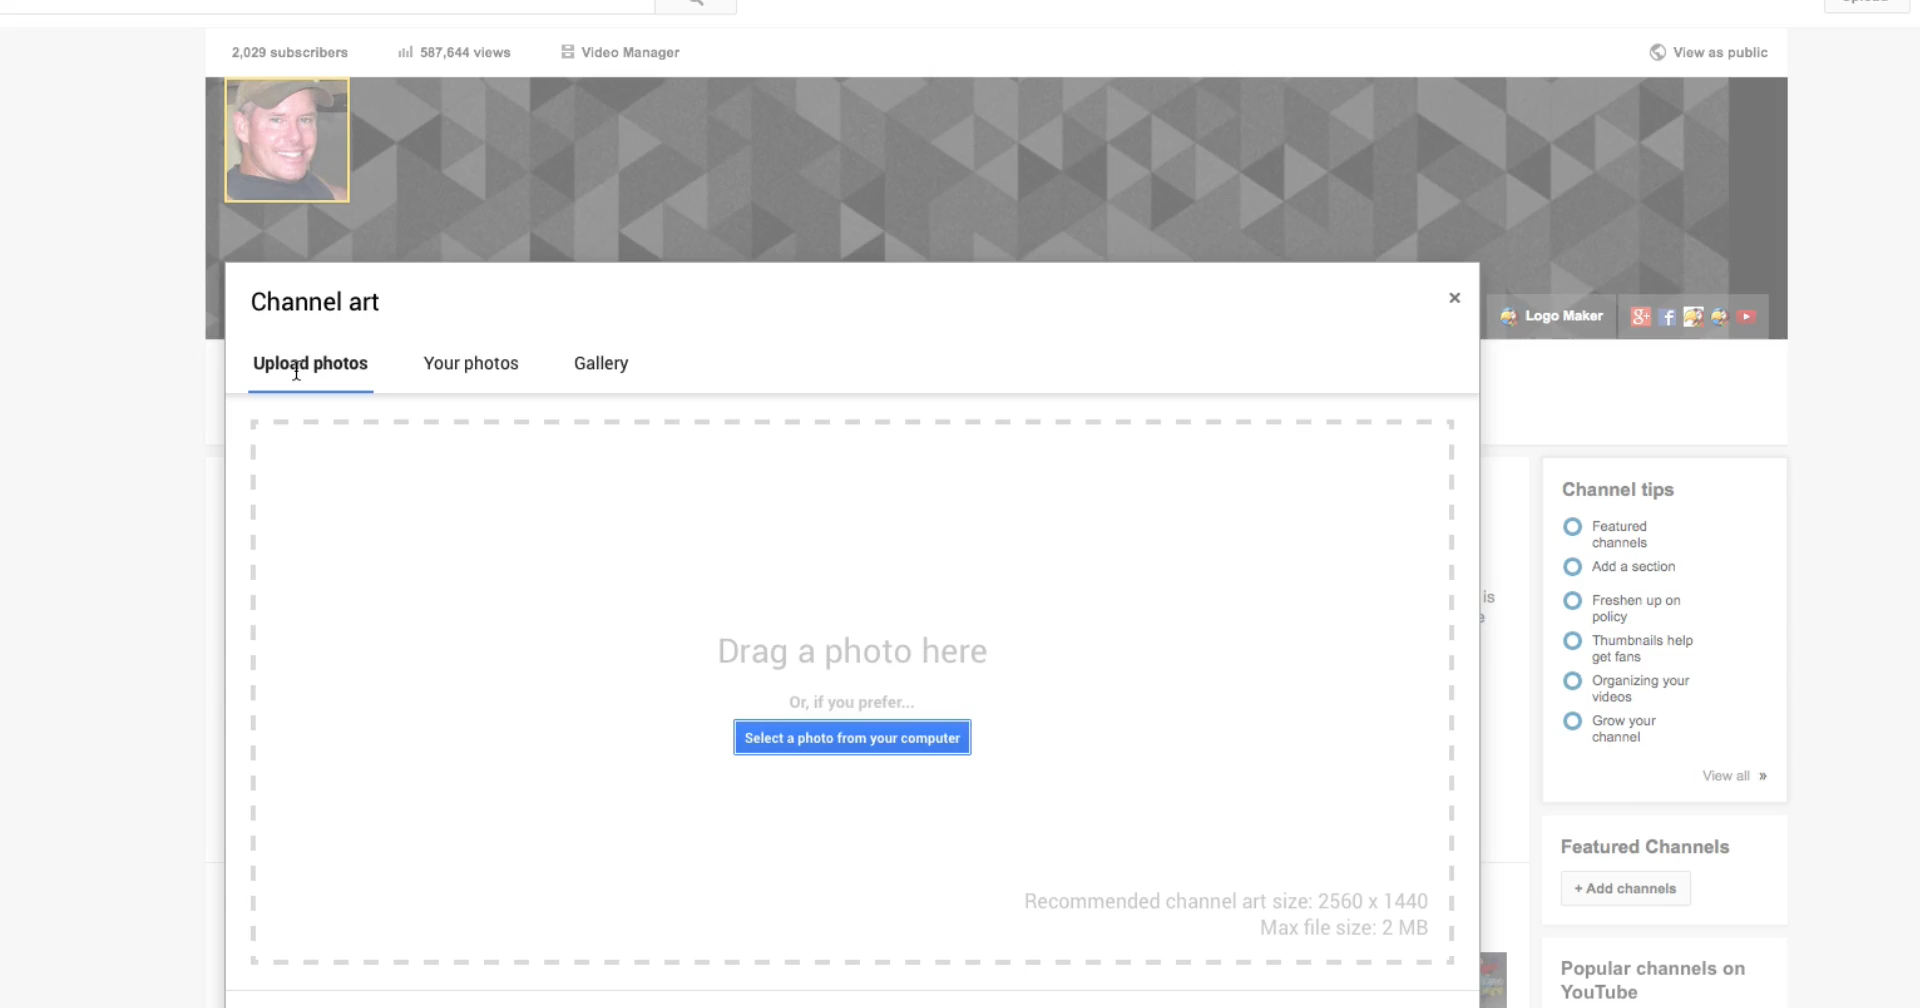 2,029 subscribers 587,644 views Video Manager View as public
Logo Maker
Channel art
Upload photos Your photos Gallery
Drag a photo here
Or, if you prefer...
Select a photo from your computer
Recommended channel art size: 2560 x 1440
Max file size: 2 MB
is
Channel tips
Featured
channels
Add a section
Freshen up on
policy
Thumbnails help
get fans
Organizing your
videos
Grow your
channel
View all »
Featured Channels
+ Add channels
Popular channels on
YouTube